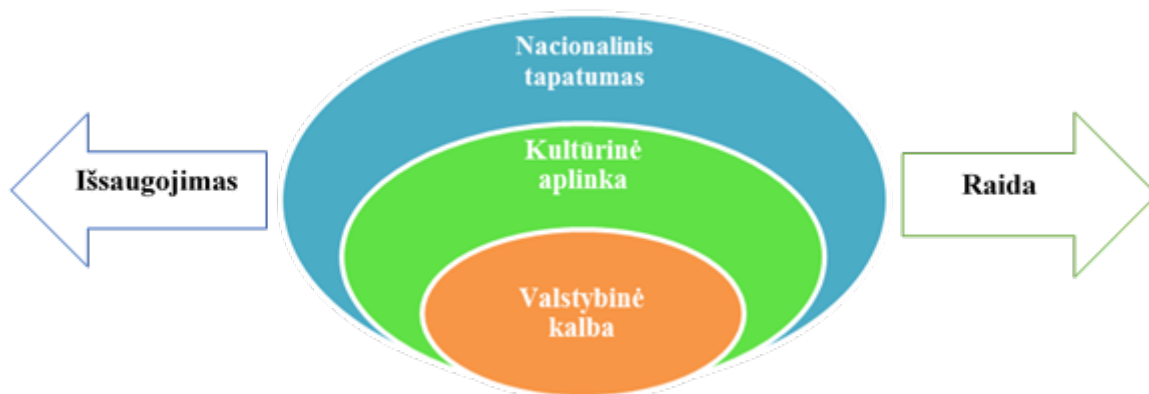 Nacionalinis
tapatumas
Kultūrinė
aplinka
Išsaugojimas
Raida
Valstybinė
kalba